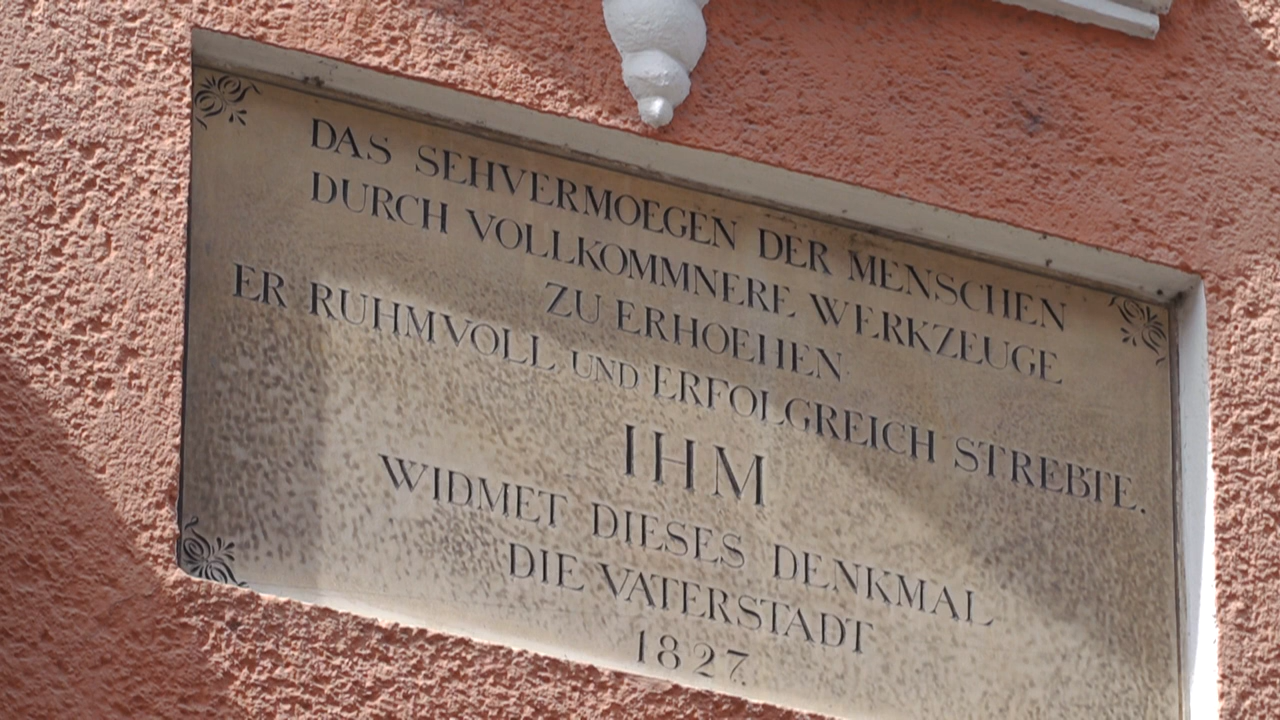 DAS SEHVERMOEGEN DER MENSCHEN
DURCH VOLLKOMMNERE WERKZEUGE
ZU ERHOEHEN
ER RUHMVOLL UND ERFOLGREICH STREBTE.
IHM
WIDMET DIESES DENKMAL
DIE VATERSTADT
1827.